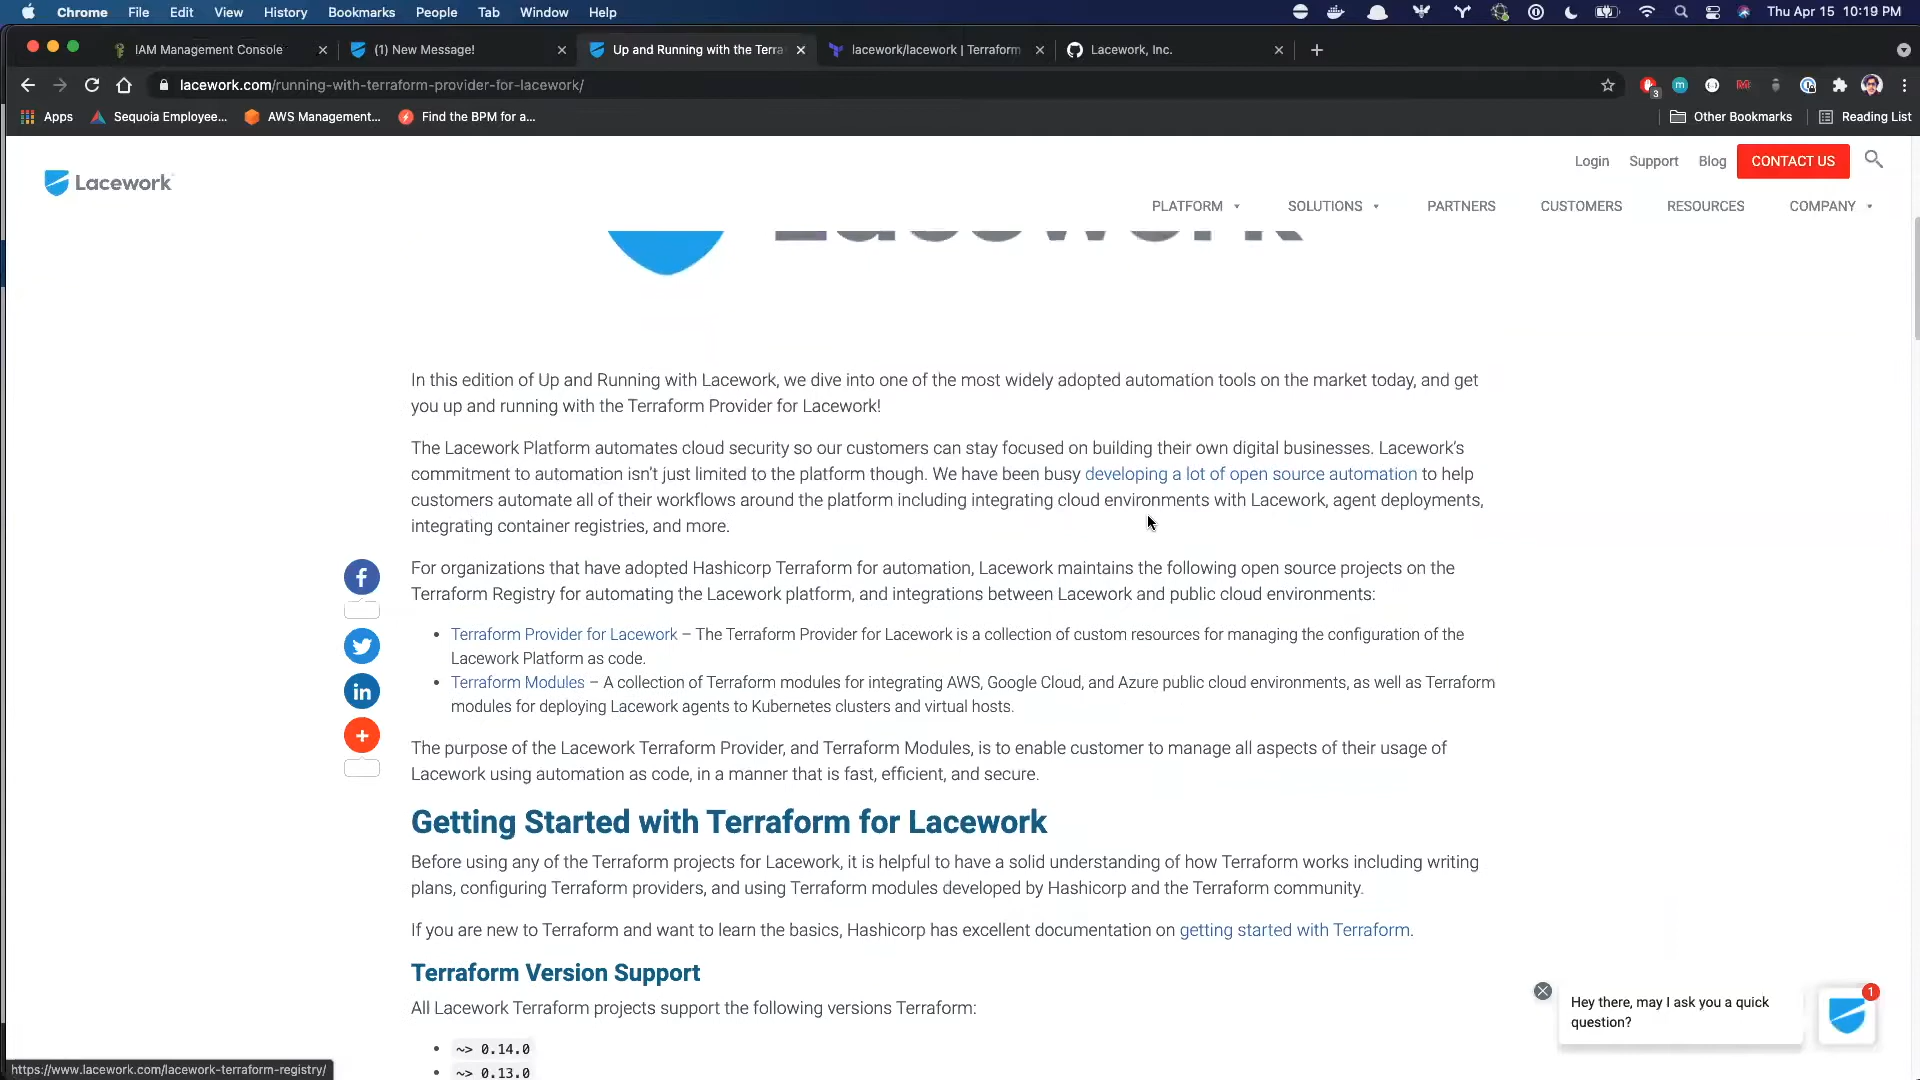 Chrome File Edit View History Bookmarks People Tab Window Help Thu Apr 15 10:19 PM
IAM Management Console (1) New Message! Up and Running with the Terra lacework/lacework | Terraform Lacework, Inc.
lacework.com/running-with-terraform-provider-for-lacework/ 3
Apps Sequoia Employee... AWS Management... Find the BPM for a... Other Bookmarks Reading List
Login Support Blog CONTACT US
Lacework
PLATFORM SOLUTIONS PARTNERS CUSTOMERS RESOURCES COMPANY
Lacework
In this edition of Up and Running with Lacework, we dive into one of the most widely adopted automation tools on the market today, and get
you up and running with the Terraform Provider for Lacework!
The Lacework Platform automates cloud security so our customers can stay focused on building their own digital businesses. Lacework's
commitment to automation isn't just limited to the platform though. We have been busy developing a lot of open source automation to help
customers automate all of their workflows around the platform including integrating cloud environments with Lacework, agent deployments,
integrating container registries, and more.
For organizations that have adopted Hashicorp Terraform for automation, Lacework maintains the following open source projects on the
Terraform Registry for automating the Lacework platform, and integrations between Lacework and public cloud environments:
• Terraform Provider for Lacework – The Terraform Provider for Lacework is a collection of custom resources for managing the configuration of the
Lacework Platform as code.
• Terraform Modules – A collection of Terraform modules for integrating AWS, Google Cloud, and Azure public cloud environments, as well as Terraform
modules for deploying Lacework agents to Kubernetes clusters and virtual hosts.
The purpose of the Lacework Terraform Provider, and Terraform Modules, is to enable customer to manage all aspects of their usage of
Lacework using automation as code, in a manner that is fast, efficient, and secure.
Getting Started with Terraform for Lacework
Before using any of the Terraform projects for Lacework, it is helpful to have a solid understanding of how Terraform works including writing
plans, configuring Terraform providers, and using Terraform modules developed by Hashicorp and the Terraform community.
If you are new to Terraform and want to learn the basics, Hashicorp has excellent documentation on getting started with Terraform.
Terraform Version Support
All Lacework Terraform projects support the following versions Terraform:
• ~> 0.14.0
• ~> 0.13.0
Hey there, may I ask you a quick
question?
1
https://www.lacework.com/lacework-terraform-registry/